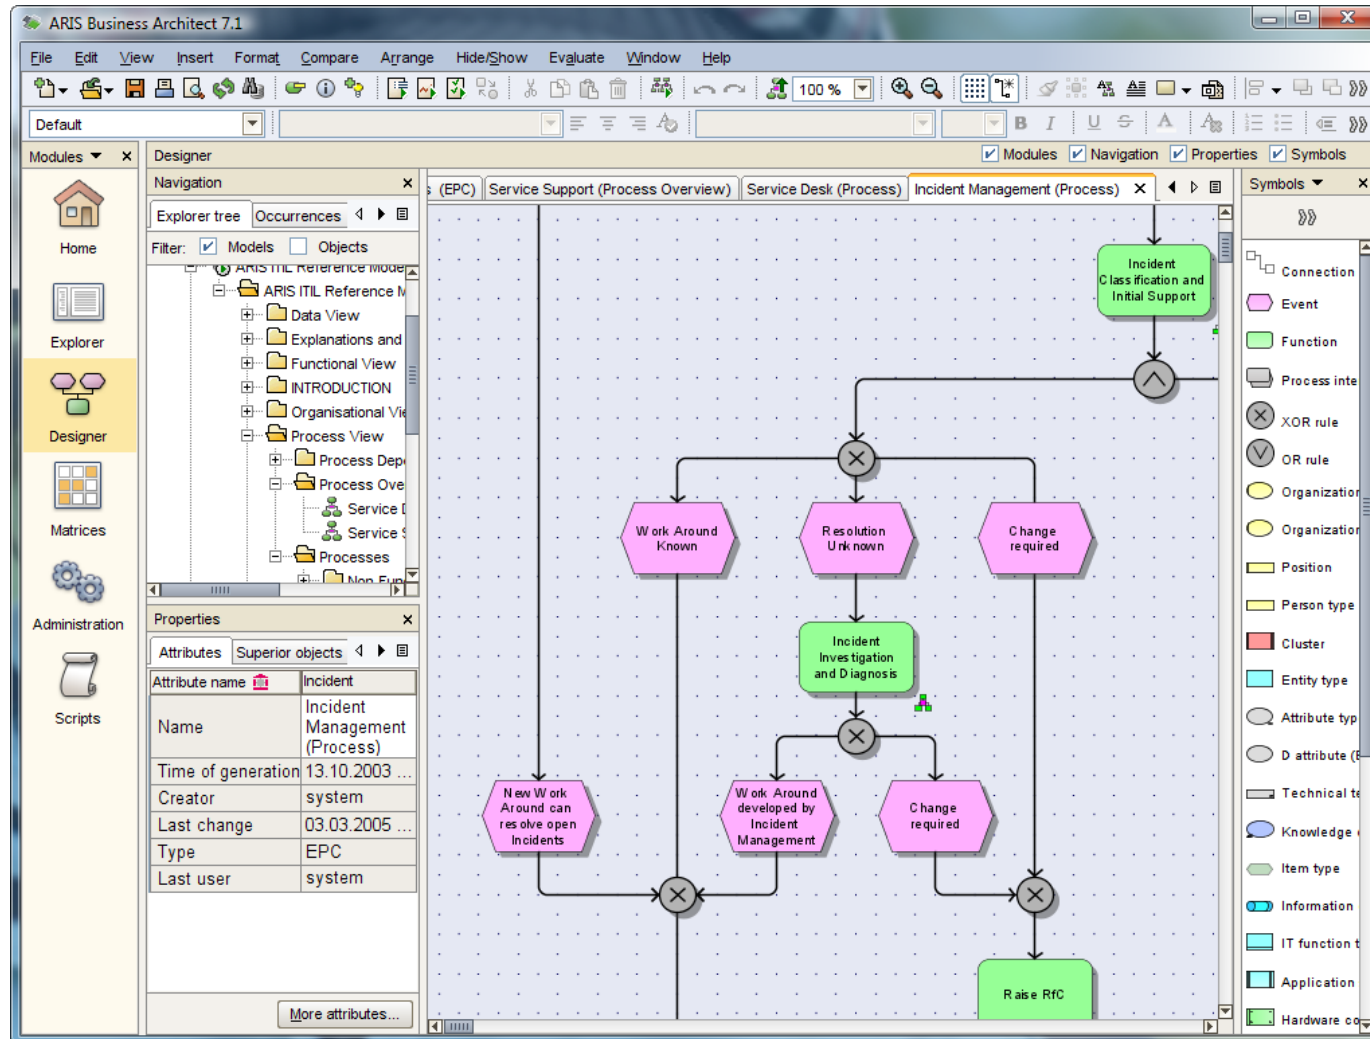 ARIS Business Architect 7.1
File Edit View Insert Format Compare Arrange Hide/Show Evaluate Window Help
100 %
Default
B I U S A
Modules
Designer
Modules Navigation Properties Symbols
Home
Explorer
Designer
Matrices
Administration
Scripts
Navigation
Explorer tree Occurrences
Filter: Models Objects
ARIS ITIL Reference Mode
ARIS ITIL Reference M
Data View
Explanations and
Functional View
INTRODUCTION
Organisational Vie
Process View
Process Dep
Process Ove
Service D
Service S
Processes
Non Fun
Properties
Attributes Superior objects
Attribute name Incident
Name Incident
Management
(Process)
Time of generation 13.10.2003 ...
Creator system
Last change 03.03.2005 ...
Type EPC
Last user system
More attributes...
(EPC) Service Support (Process Overview) Service Desk (Process) Incident Management (Process)
Incident
Classification and
Initial Support
Work Around
Known
Resolution
Unknown
Change
required
Incident
Investigation
and Diagnosis
New Work
Around can
resolve open
Incidents
Work Around
developed by
Incident
Management
Change
required
Raise RfC
Symbols
Connection
Event
Function
Process inte
XOR rule
OR rule
Organization
Organization
Position
Person type
Cluster
Entity type
Attribute typ
D attribute (E
Technical te
Knowledge
Item type
Information
IT function t
Application
Hardware co